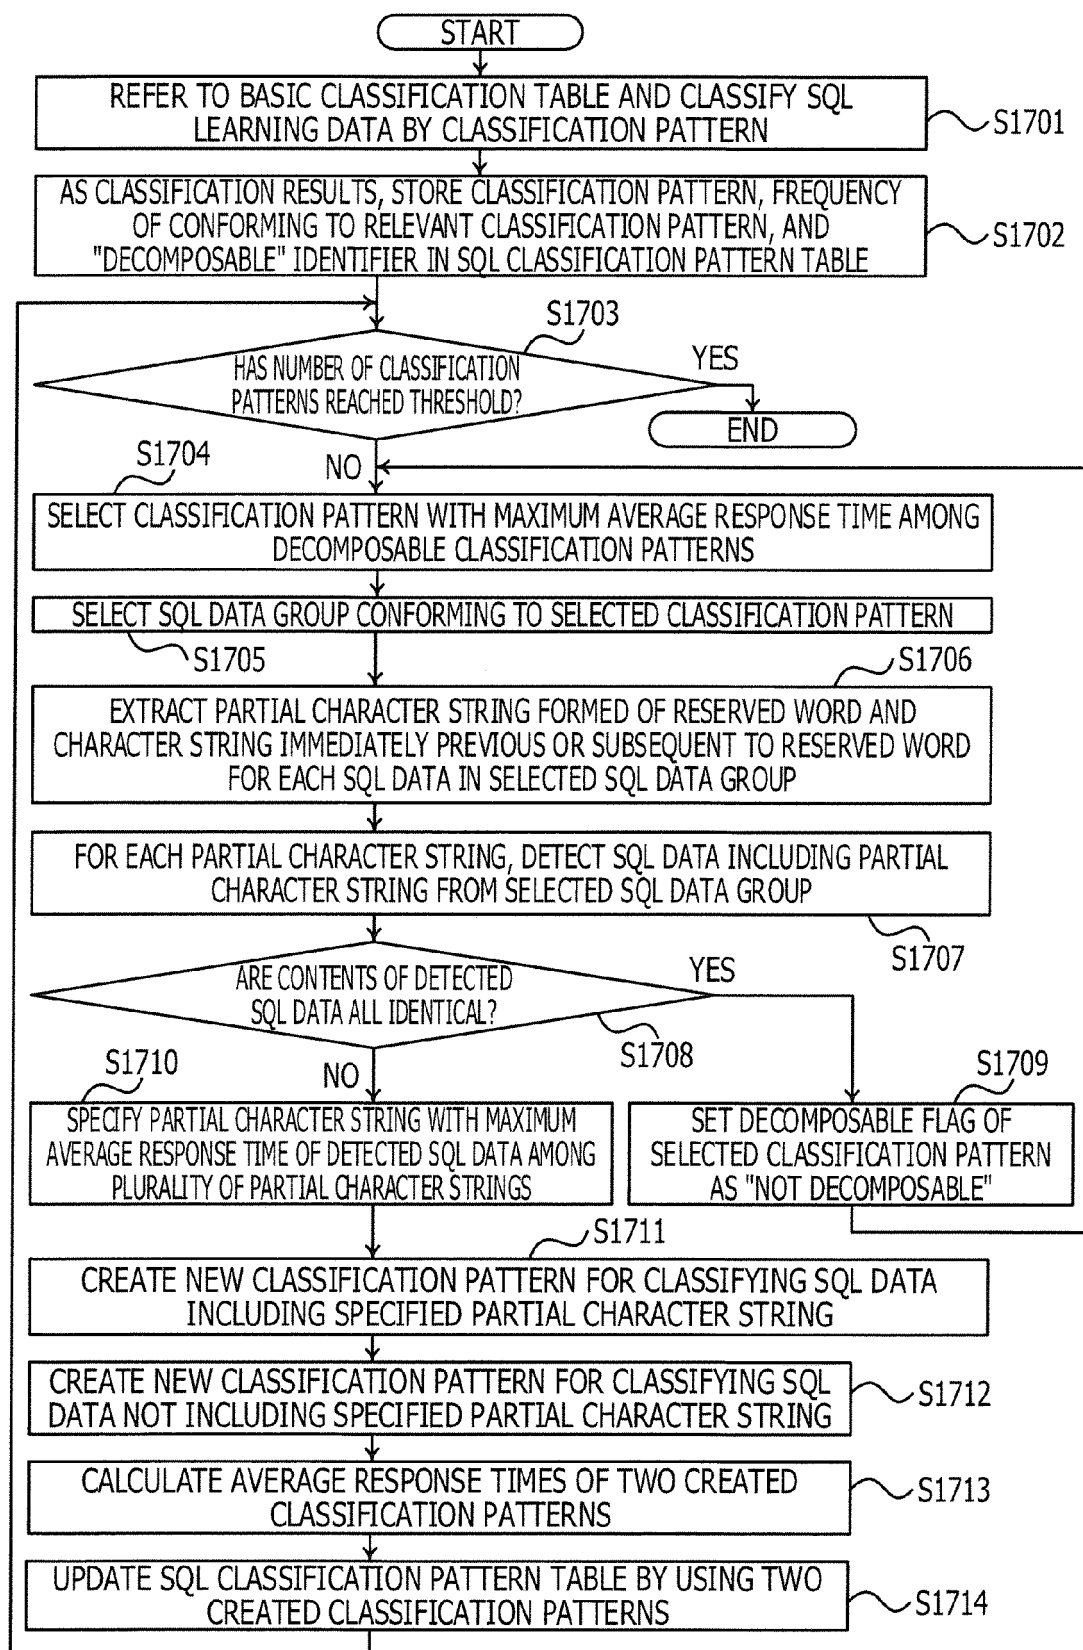 START
REFER TO BASIC CLASSIFICATION TABLE AND CLASSIFY SQL
LEARNING DATA BY CLASSIFICATION PATTERN
S1701
AS CLASSIFICATION RESULTS, STORE CLASSIFICATION PATTERN, FREQUENCY
OF CONFORMING TO RELEVANT CLASSIFICATION PATTERN, AND
"DECOMPOSABLE" IDENTIFIER IN SQL CLASSIFICATION PATTERN TABLE
S1702
S1703
HAS NUMBER OF CLASSIFICATION
PATTERNS REACHED THRESHOLD?
YES
END
NO
S1704
SELECT CLASSIFICATION PATTERN WITH MAXIMUM AVERAGE RESPONSE TIME AMONG
DECOMPOSABLE CLASSIFICATION PATTERNS
SELECT SQL DATA GROUP CONFORMING TO SELECTED CLASSIFICATION PATTERN
S1705
S1706
EXTRACT PARTIAL CHARACTER STRING FORMED OF RESERVED WORD AND
CHARACTER STRING IMMEDIATELY PREVIOUS OR SUBSEQUENT TO RESERVED WORD
FOR EACH SQL DATA IN SELECTED SQL DATA GROUP
FOR EACH PARTIAL CHARACTER STRING, DETECT SQL DATA INCLUDING PARTIAL
CHARACTER STRING FROM SELECTED SQL DATA GROUP
S1707
ARE CONTENTS OF DETECTED
SQL DATA ALL IDENTICAL?
YES
S1708
NO
S1710
SPECIFY PARTIAL CHARACTER STRING WITH MAXIMUM
AVERAGE RESPONSE TIME OF DETECTED SQL DATA AMONG
PLURALITY OF PARTIAL CHARACTER STRINGS
S1709
SET DECOMPOSABLE FLAG OF
SELECTED CLASSIFICATION PATTERN
AS "NOT DECOMPOSABLE"
S1711
CREATE NEW CLASSIFICATION PATTERN FOR CLASSIFYING SQL DATA
INCLUDING SPECIFIED PARTIAL CHARACTER STRING
CREATE NEW CLASSIFICATION PATTERN FOR CLASSIFYING SQL
DATA NOT INCLUDING SPECIFIED PARTIAL CHARACTER STRING
S1712
CALCULATE AVERAGE RESPONSE TIMES OF TWO CREATED
CLASSIFICATION PATTERNS
S1713
UPDATE SQL CLASSIFICATION PATTERN TABLE BY USING TWO
CREATED CLASSIFICATION PATTERNS
S1714